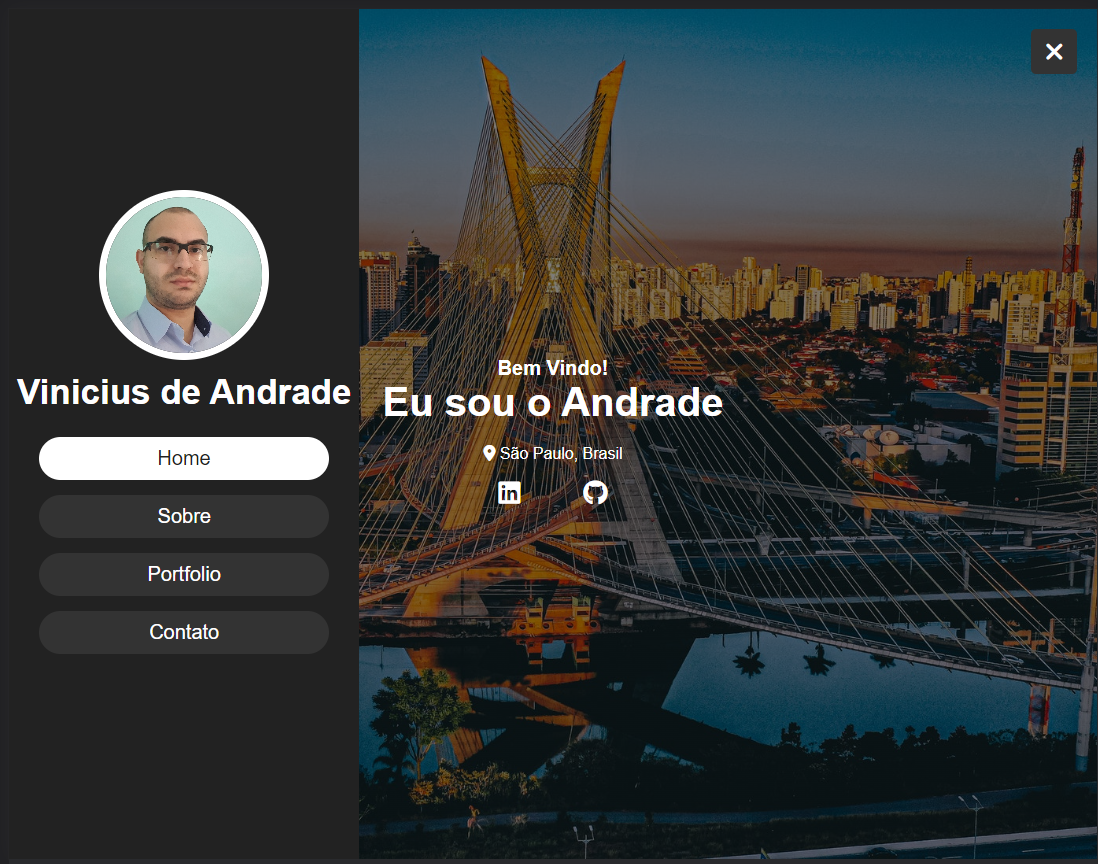 Vinicius de Andrade
Home
Sobre
Portfolio
Contato
Bem Vindo!
Eu sou o Andrade
São Paulo, Brasil